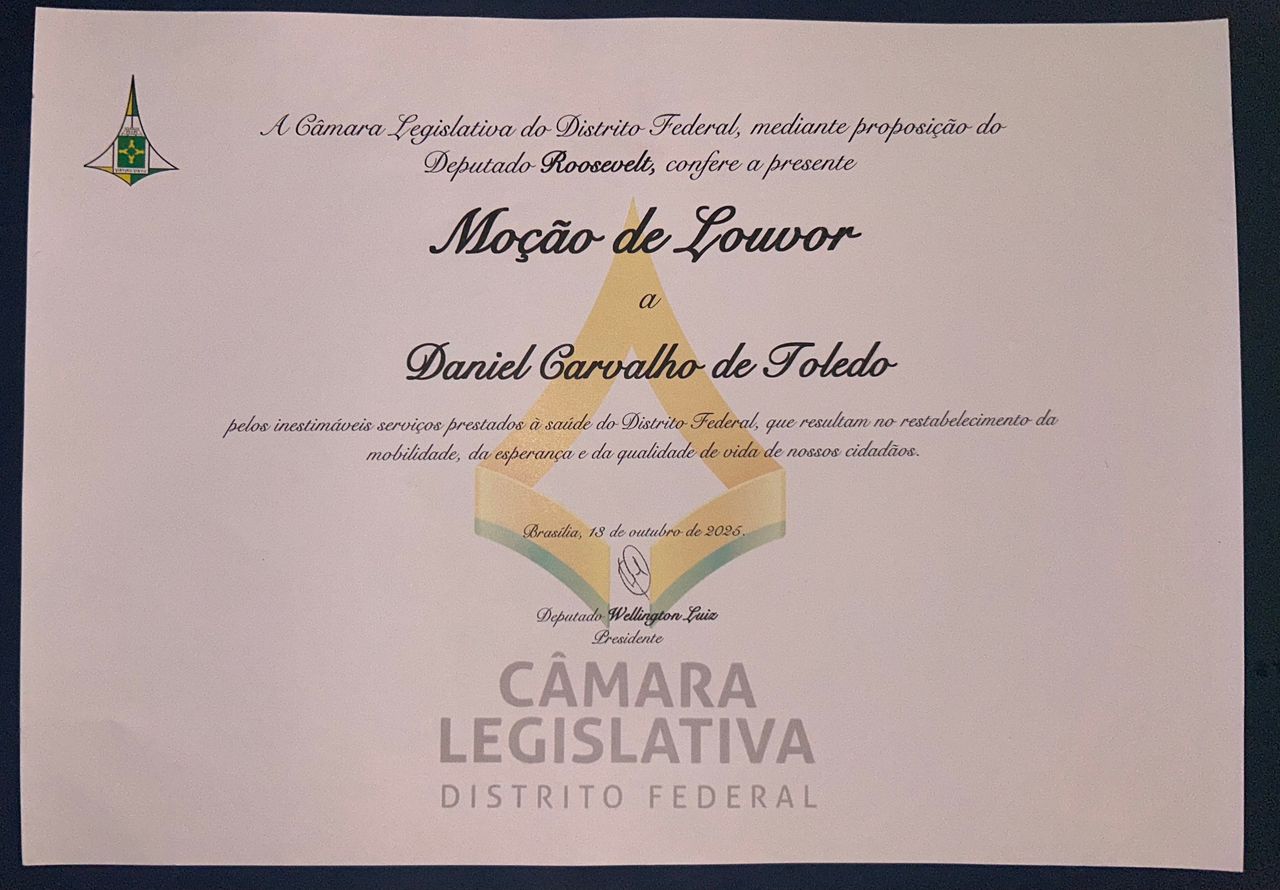 A Câmara Legislativa do Distrito Federal, mediante proposição do
Deputado Roosevelt, confere a presente
Moção de Louvor
a
Daniel Carvalho de Toledo
pelos inestimáveis serviços prestados à saúde do Distrito Federal, que resultam no restabelecimento da
mobilidade, da esperança e da qualidade de vida de nossos cidadãos.
Brasília, 13 de outubro de 2025.
Deputado Wellington Luiz
Presidente
CÂMARA
LEGISLATIVA
DISTRITO FEDERAL